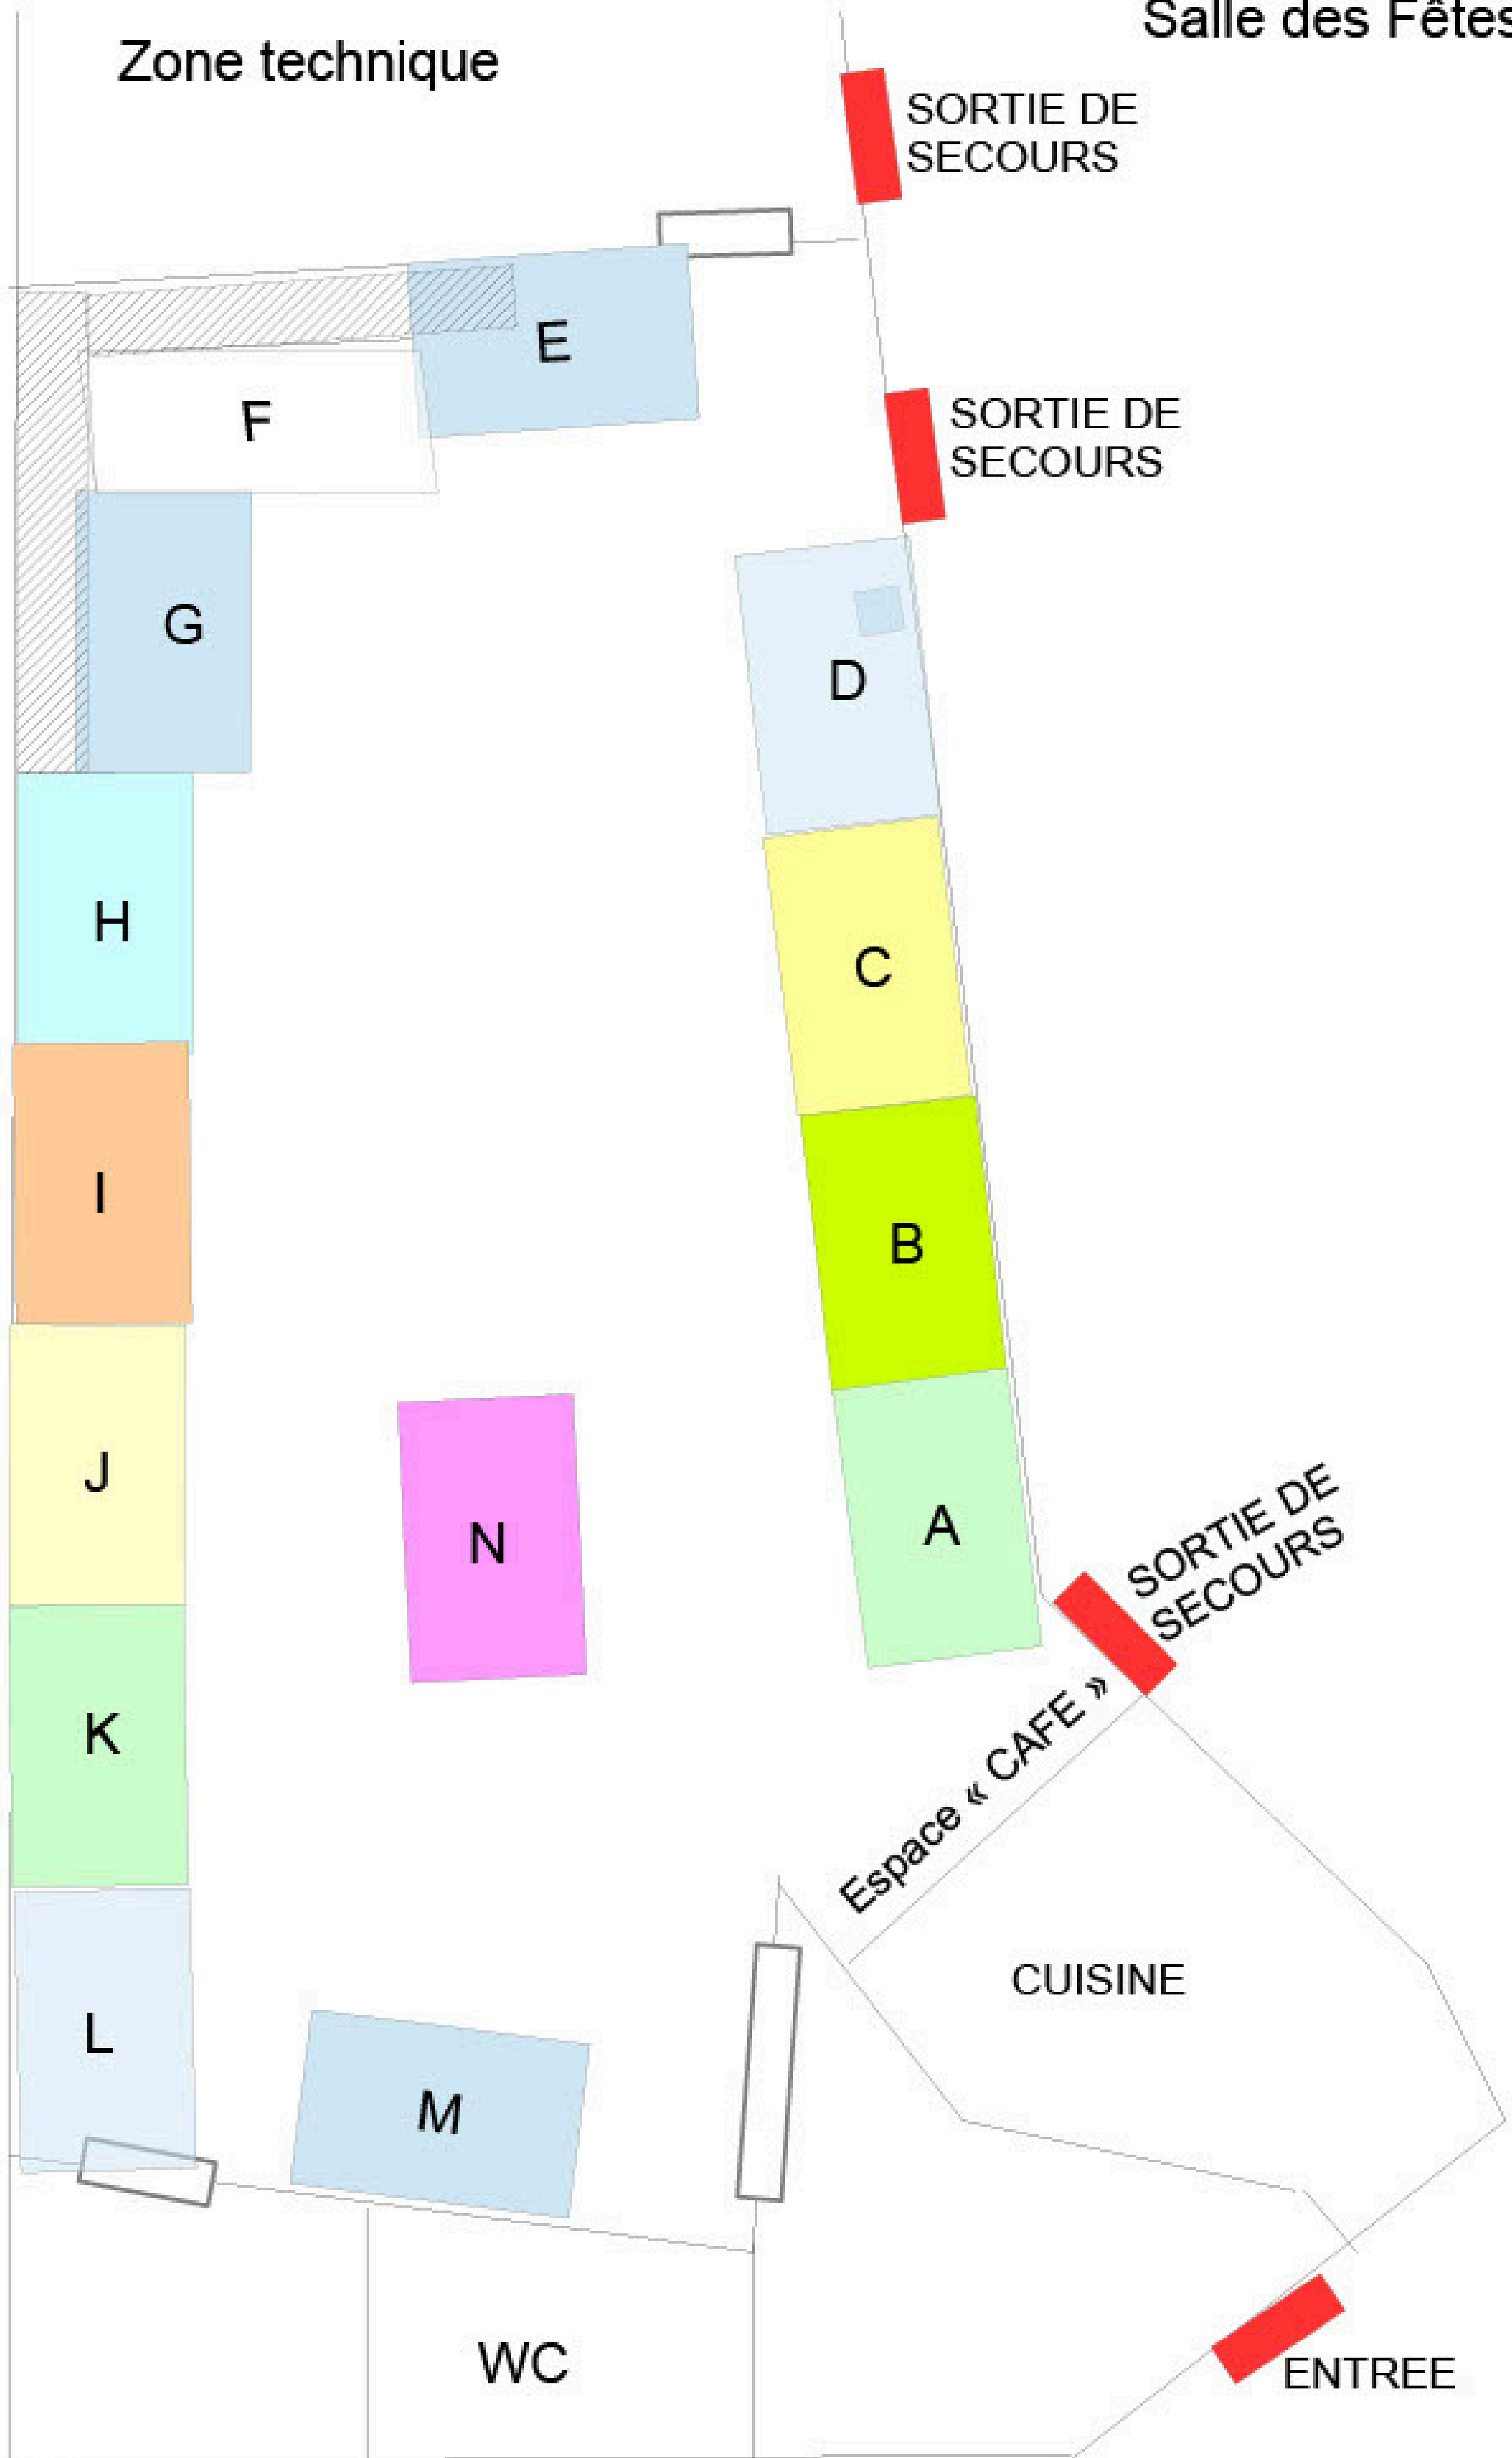 Salle des Fêtes
Zone technique
SORTIE DE
SECOURS
E
F
SORTIE DE
SECOURS
G
D
H
C
I
B
J
N
A
SORTIE DE
SECOURS
K
Espace « CAFE »
CUISINE
L
M
WC
ENTREE